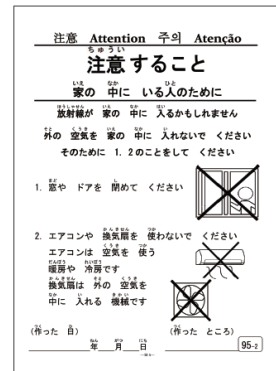 注意 Attention 주의 Atenção
ちゅうい
注意すること
いえ なか ひと
家の 中に いる人のために
ほうしゃせん いえ なか はい
放射線が 家の 中に 入るかもしれません
そと くうき いえ なか い
外の 空気を 家の 中に 入れないで ください
そのために 1. 2のことをして ください
まど し
1. 窓や ドアを 閉めて ください
かんきせん つか
2. エアコンや 換気扇を 使わないで ください
くうき つか
エアコンは 空気を 使う
だんぼう れいぼう
暖房や 冷房です
かんきせん そと くうき
換気扇は 外の 空気を
なか い きかい
中に 入れる 機械です
つく ひ つく
(作った 日) (作った ところ)
ねん がつ にち
年 月 日
95-2